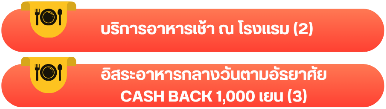 บริการอาหารเช้า ณ โรงแรม (2)
อิสระอาหารกลางวันตามอัธยาศัย
CASH BACK 1,000 เยน (3)